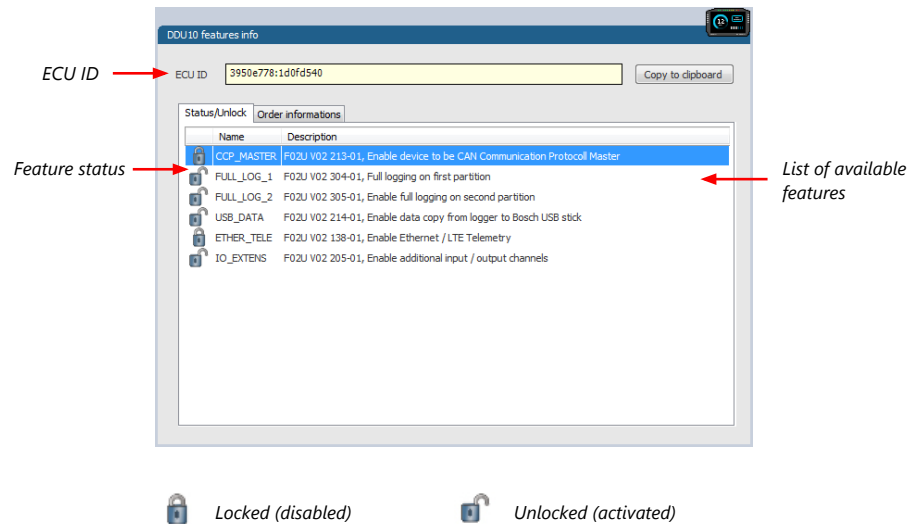 DDU10 features info
ECU ID
ECU ID
3950e778:1d0fd540
Copy to clipboard
Status/Unlock Order informations
Name Description
CCP_MASTER F02U V02 213-01, Enable device to be CAN Communication Protocoll Master
Feature status
FULL_LOG_1 F02U V02 304-01, Full logging on first partition
List of available
features
FULL_LOG_2 F02U V02 305-01, Enable full logging on second partition
USB_DATA F02U V02 214-01, Enable data copy from logger to Bosch USB stick
ETHER_TELE F02U V02 138-01, Enable Ethernet / LTE Telemetry
IO_EXTENS F02U V02 205-01, Enable additional input / output channels
Locked (disabled)
Unlocked (activated)